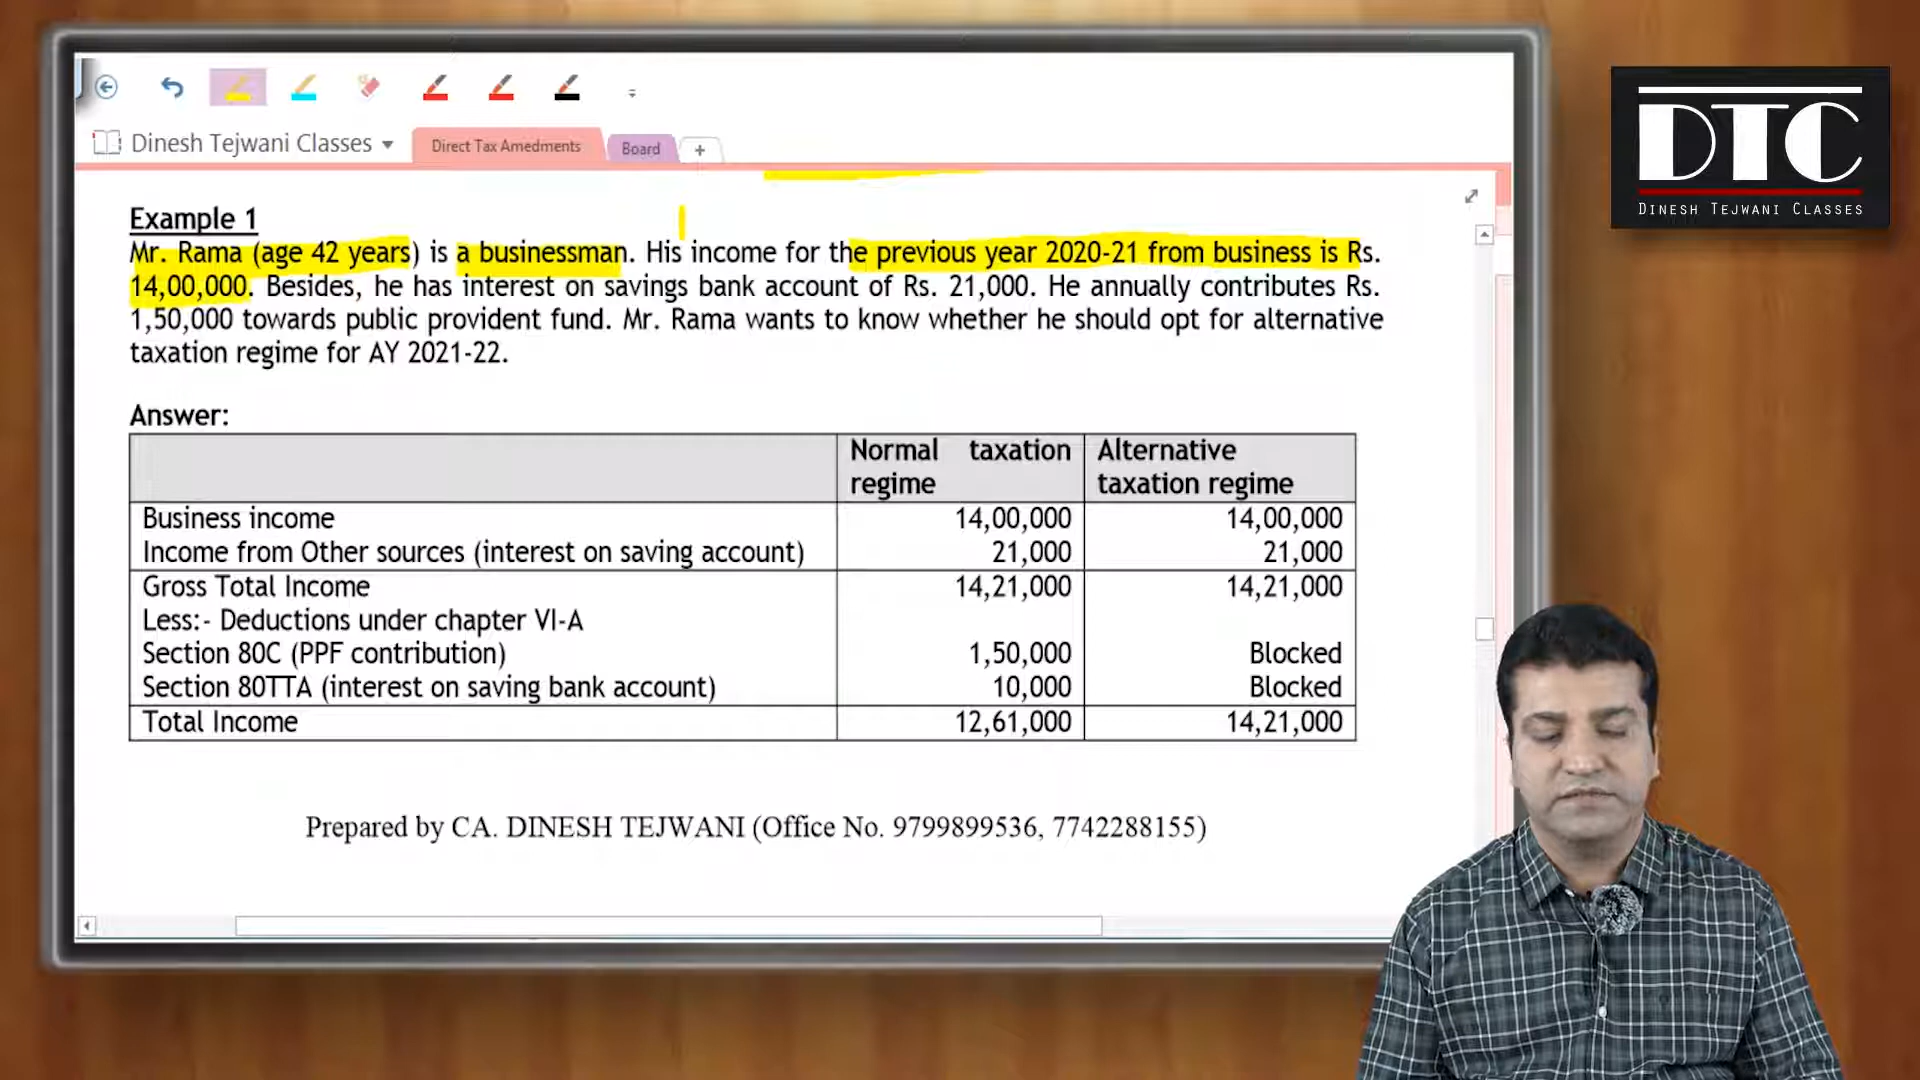 Dinesh Tejwani Classes
Direct Tax Amedments
Board
+
DTC
DINESH TEJWANI CLASSES
Example 1
Mr. Rama (age 42 years) is a businessman. His income for the previous year 2020-21 from business is Rs.
14,00,000. Besides, he has interest on savings bank account of Rs. 21,000. He annually contributes Rs.
1,50,000 towards public provident fund. Mr. Rama wants to know whether he should opt for alternative
taxation regime for AY 2021-22.
Answer:
Normal taxation regime
Alternative taxation regime
Business income 14,00,000 14,00,000
Income from Other sources (interest on saving account) 21,000 21,000
Gross Total Income 14,21,000 14,21,000
Less:- Deductions under chapter VI-A
Section 80C (PPF contribution) 1,50,000 Blocked
Section 80TTA (interest on saving bank account) 10,000 Blocked
Total Income 12,61,000 14,21,000
Prepared by CA. DINESH TEJWANI (Office No. 9799899536, 7742288155)